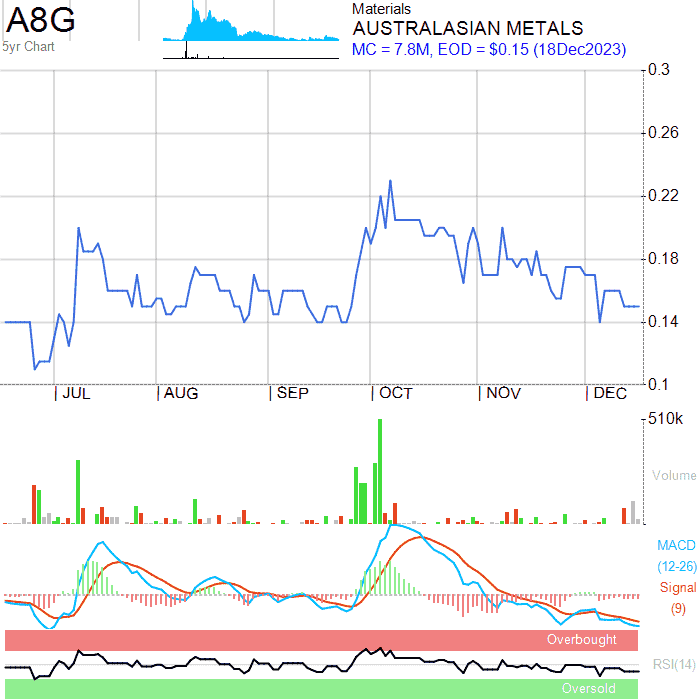 A8G
5yr Chart
Materials
AUSTRALASIAN METALS
MC = 7.8M, EOD = $0.15 (18Dec2023)
0.3
0.26
0.22
0.18
0.14
0.1
JUL AUG SEP OCT NOV DEC
510k
Volume
MACD
(12-26)
Signal
(9)
Overbought
RSI(14)
Oversold